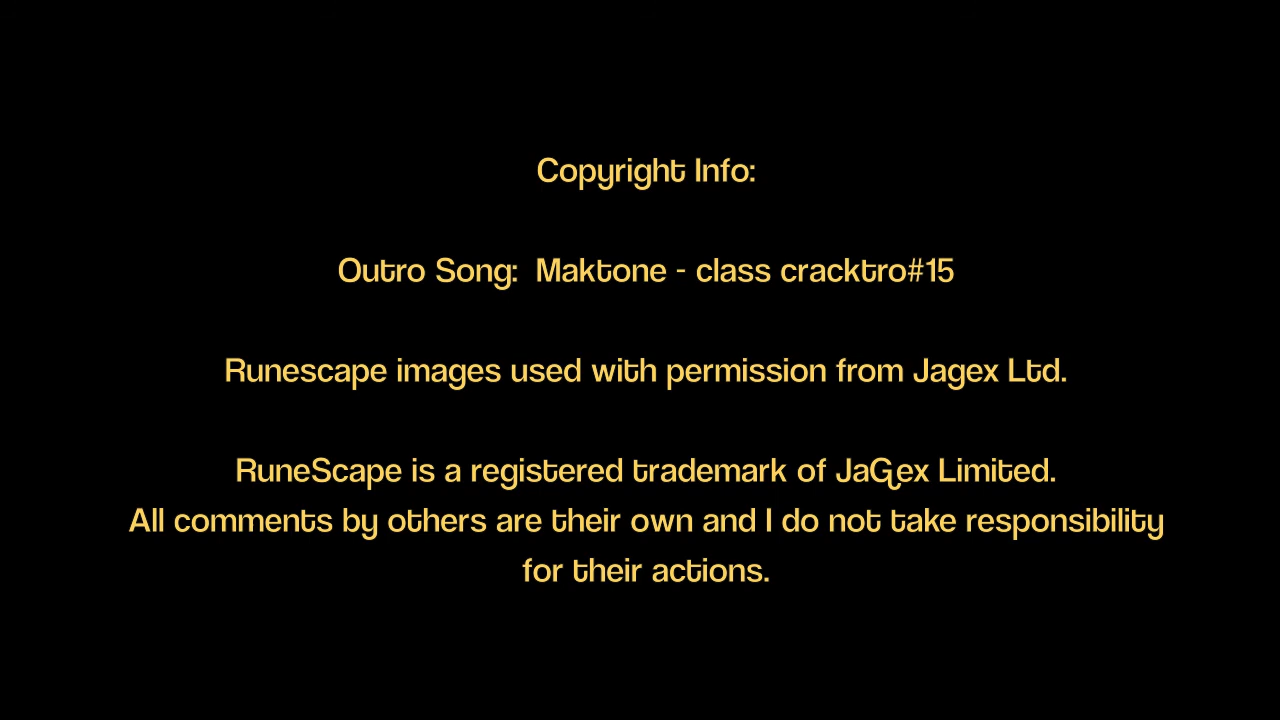 Copyright Info:
Outro Song:  Maktone - class cracktro#15
Runescape images used with permission from Jagex Ltd.
RuneScape is a registered trademark of JaGex Limited.
All comments by others are their own and I do not take responsibility
for their actions.